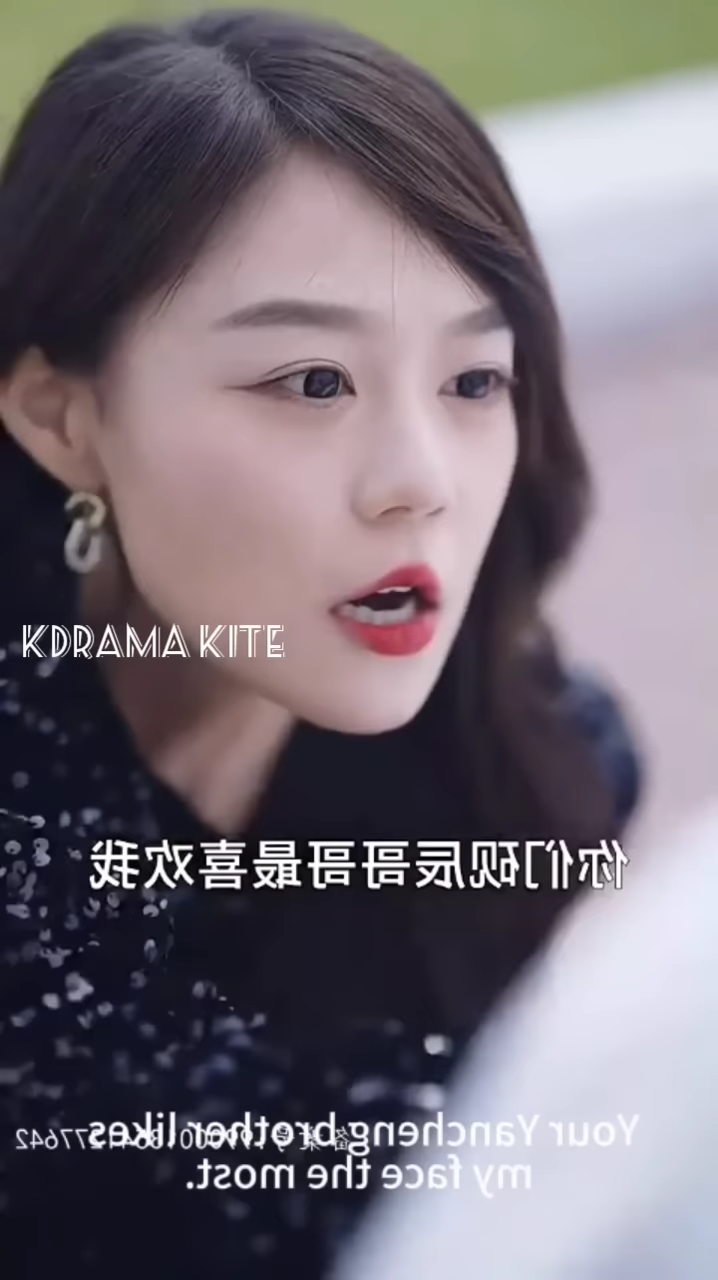 KDRAMA KITE
你们砚辰哥哥最喜欢我
Your Yancheng brother likes
my face the most.